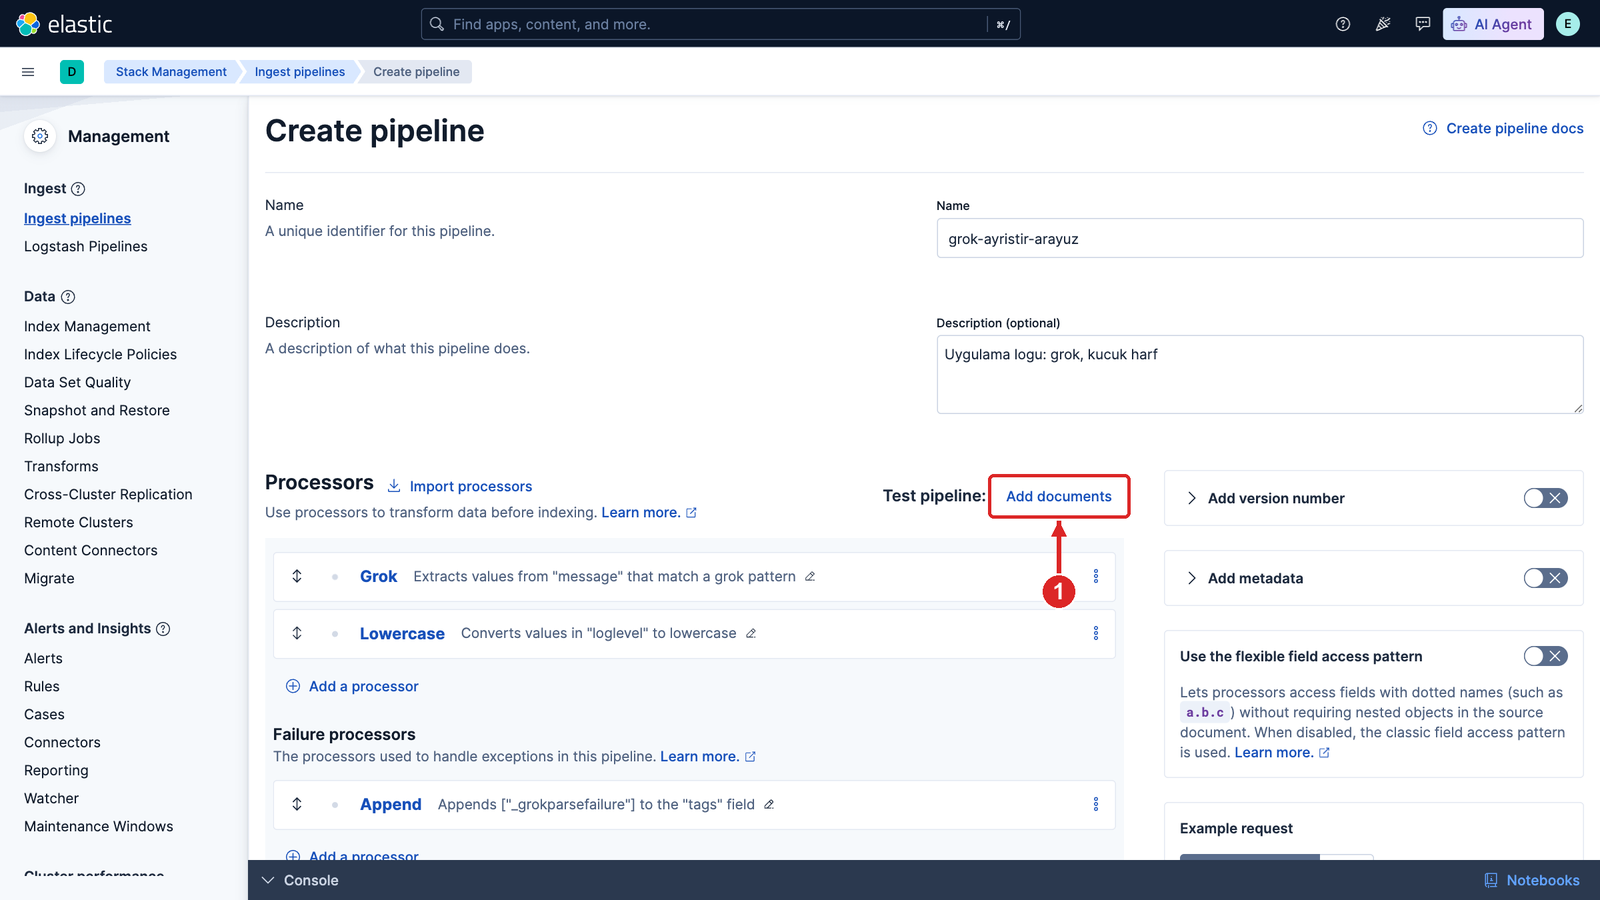 elastic
Find apps, content, and more.
⌘/
AI Agent
E
D
Stack Management
Ingest pipelines
Create pipeline
Management
Ingest
Ingest pipelines
Logstash Pipelines
Data
Index Management
Index Lifecycle Policies
Data Set Quality
Snapshot and Restore
Rollup Jobs
Transforms
Cross-Cluster Replication
Remote Clusters
Content Connectors
Migrate
Alerts and Insights
Alerts
Rules
Cases
Connectors
Reporting
Watcher
Maintenance Windows
Cluster performance
Create pipeline
Create pipeline docs
Name
A unique identifier for this pipeline.
Name
grok-ayristir-arayuz
Description
A description of what this pipeline does.
Description (optional)
Uygulama logu: grok, kucuk harf
Processors
Import processors
Use processors to transform data before indexing. Learn more.
Test pipeline:
Add documents
1
Grok
Extracts values from "message" that match a grok pattern
Lowercase
Converts values in "loglevel" to lowercase
Add a processor
Failure processors
The processors used to handle exceptions in this pipeline. Learn more.
Append
Appends ["_grokparsefailure"] to the "tags" field
Add a processor
Add version number
Add metadata
Use the flexible field access pattern
Lets processors access fields with dotted names (such as
a.b.c ) without requiring nested objects in the source
document. When disabled, the classic field access pattern
is used. Learn more.
Example request
Console
Notebooks